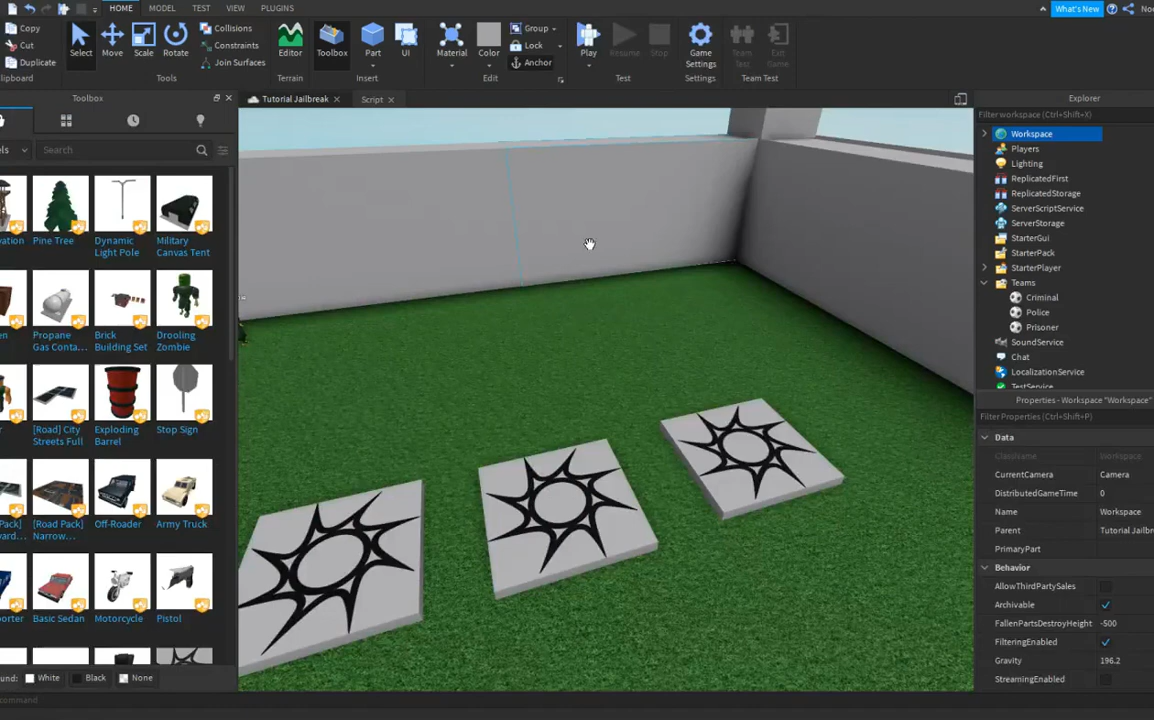 HOME MODEL TEST VIEW PLUGINS What's New
Copy
Cut
Duplicate
Clipboard
Select Move Scale Rotate
Collisions
Constraints
Join Surfaces
Tools
Editor
Terrain
Toolbox Part UI
Insert
Material Color
Group
Lock
Anchor
Edit
Play Resume Stop
Test
Game
Settings
Settings
Team
Test
Exit
Game
Team Test
Toolbox
Tutorial Jailbreak Script
Search
Pine Tree
Dynamic
Light Pole
Military
Canvas Tent
Propane
Gas Conta...
Brick
Building Set
Drooling
Zombie
[Road] City
Streets Full
Exploding
Barrel
Stop Sign
[Road Pack]
Narrow...
Off-Roader
Army Truck
Basic Sedan
Motorcycle
Pistol
White Black None
Explorer
Filter workspace (Ctrl+Shift+X)
Workspace
Players
Lighting
ReplicatedFirst
ReplicatedStorage
ServerScriptService
ServerStorage
StarterGui
StarterPack
StarterPlayer
Teams
Criminal
Police
Prisoner
SoundService
Chat
LocalizationService
TestService
Properties - Workspace "Workspace"
Filter Properties (Ctrl+Shift+P)
Data
ClassName Workspace
CurrentCamera Camera
DistributedGameTime 0
Name Workspace
Parent Tutorial Jailbr
PrimaryPart
Behavior
AllowThirdPartySales
Archivable
FallenPartsDestroyHeight -500
FilteringEnabled
Gravity 196.2
StreamingEnabled